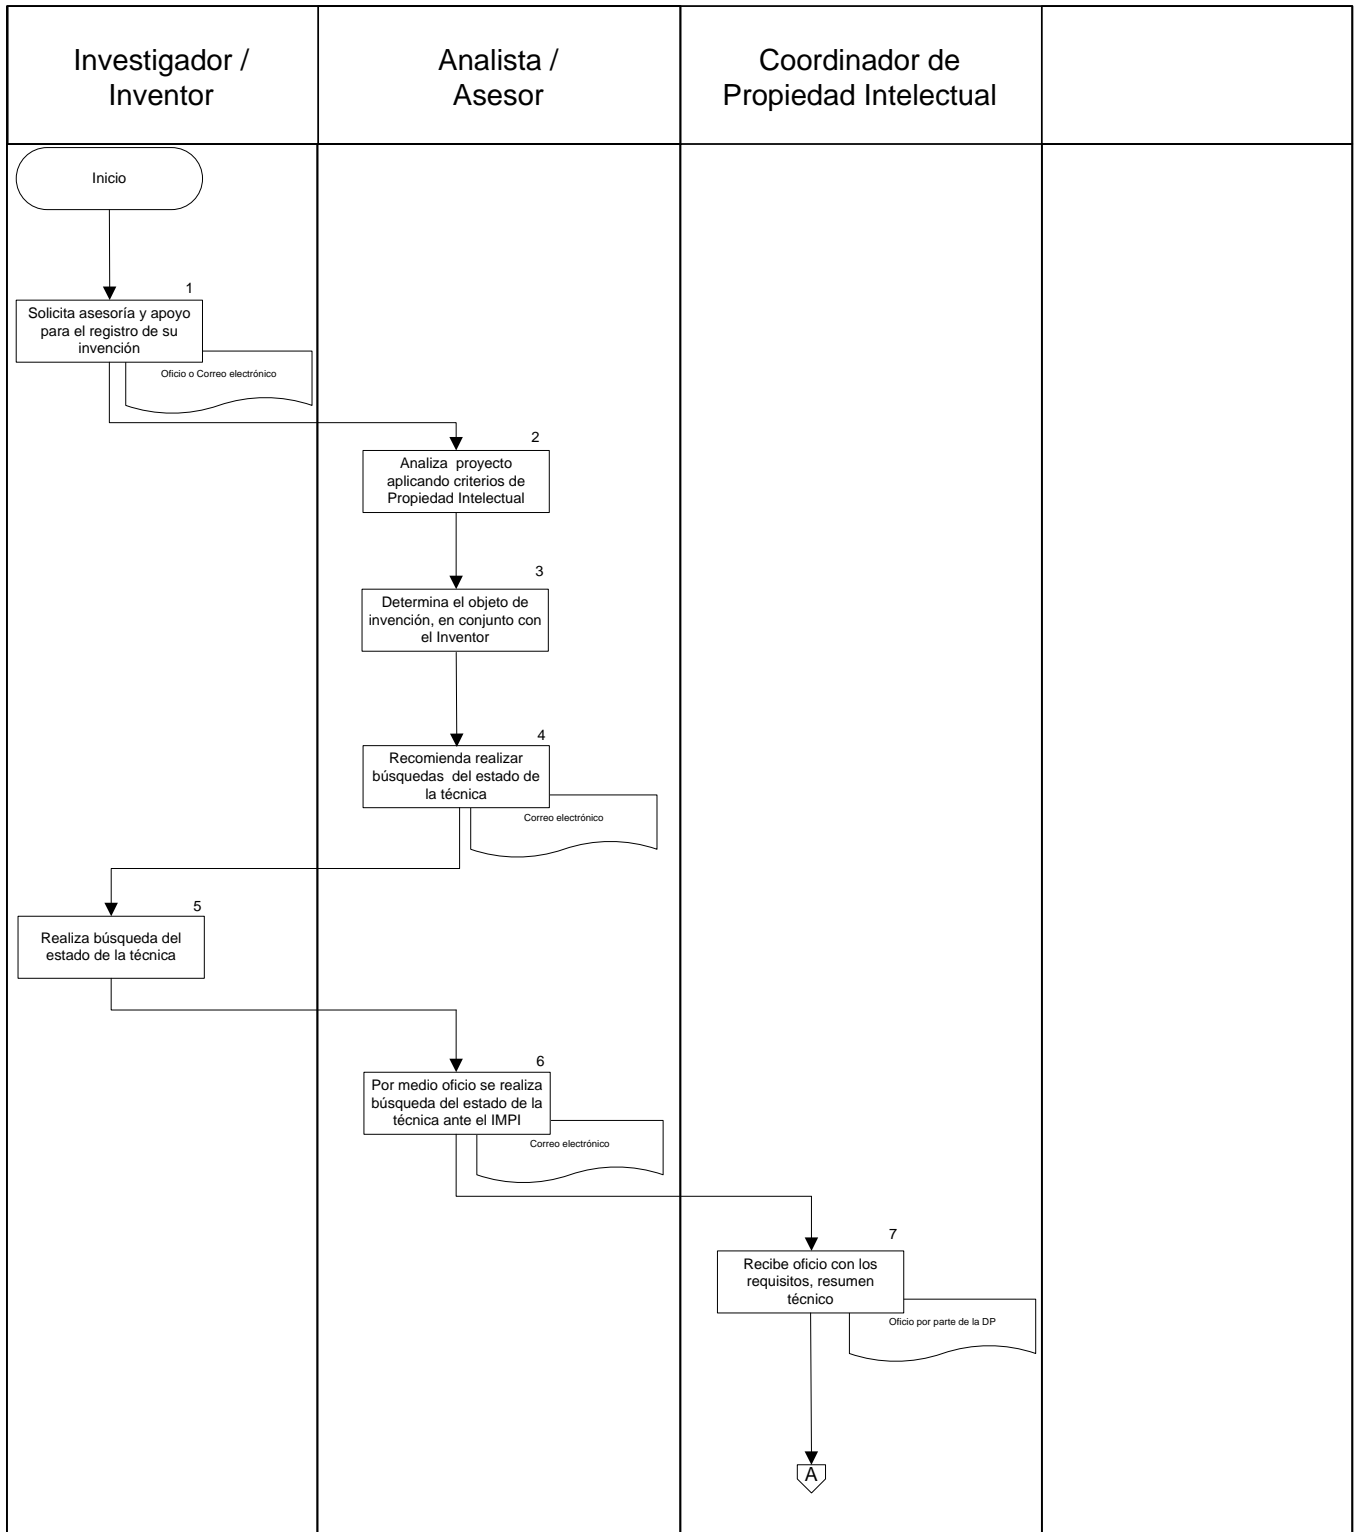 Investigador /
Inventor
Analista /
Asesor
Coordinador de
Propiedad Intelectual
Inicio
1
Solicita asesoría y apoyo
para el registro de su
invención
Oficio o Correo electrónico
2
Analiza proyecto
aplicando criterios de
Propiedad Intelectual
3
Determina el objeto de
invención, en conjunto con
el Inventor
4
Recomienda realizar
búsquedas del estado de
la técnica
Correo electrónico
5
Realiza búsqueda del
estado de la técnica
6
Por medio oficio se realiza
búsqueda del estado de la
técnica ante el IMPI
Correo electrónico
7
Recibe oficio con los
requisitos, resumen
técnico
Oficio por parte de la DP
A